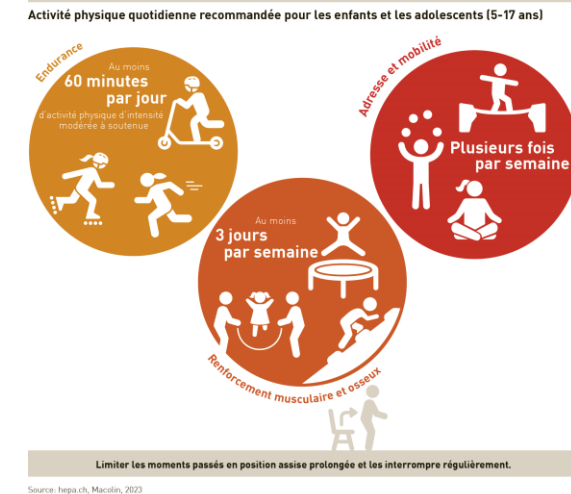 Activité physique quotidienne recommandée pour les enfants et les adolescents (5-17 ans)
Endurance
Au moins
60 minutes
par jour
d'activité physique d'intensité
modérée à soutenue
Adresse et mobilité
Plusieurs fois
par semaine
Au moins
3 jours
par semaine
Renforcement musculaire et osseux
Limiter les moments passés en position assise prolongée et les interrompre régulièrement.
Source: hepa.ch, Macolin, 2023